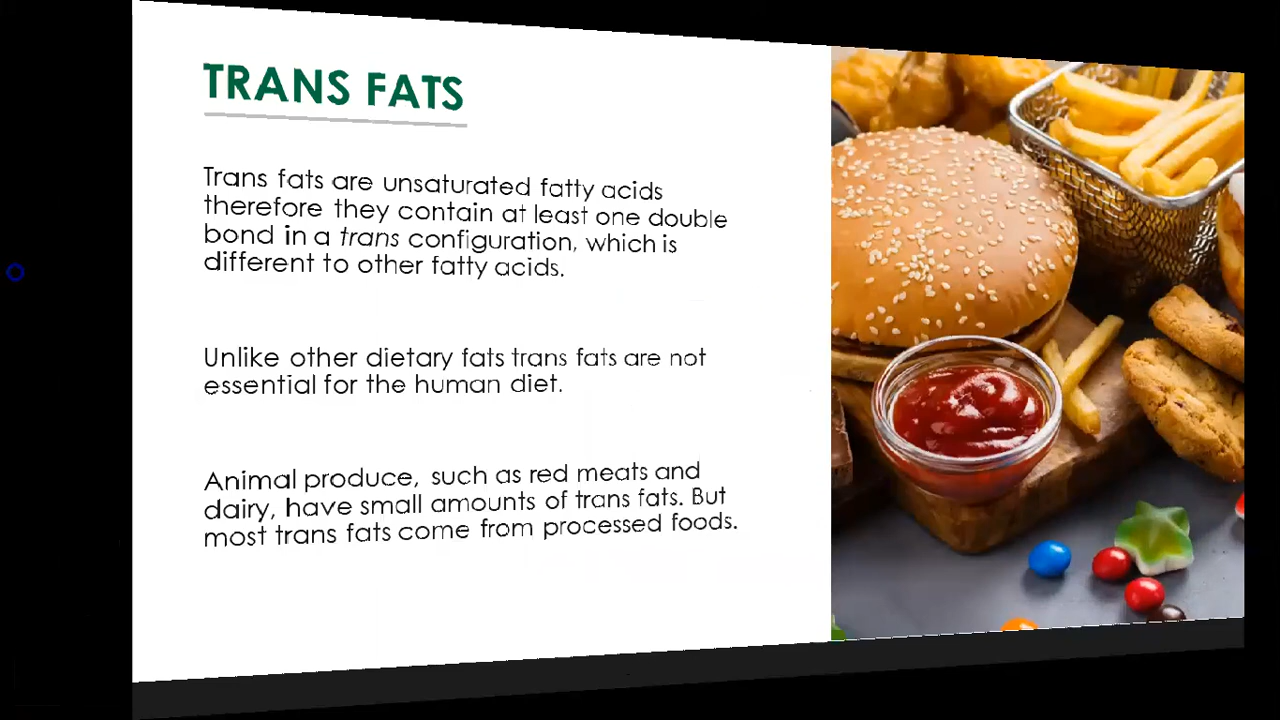 TRANS FATS
Trans fats are unsaturated fatty acids
therefore they contain at least one double
bond in a trans configuration, which is
different to other fatty acids.
Unlike other dietary fats trans fats are not
essential for the human diet.
Animal produce, such as red meats and
dairy, have small amounts of trans fats. But
most trans fats come from processed foods.